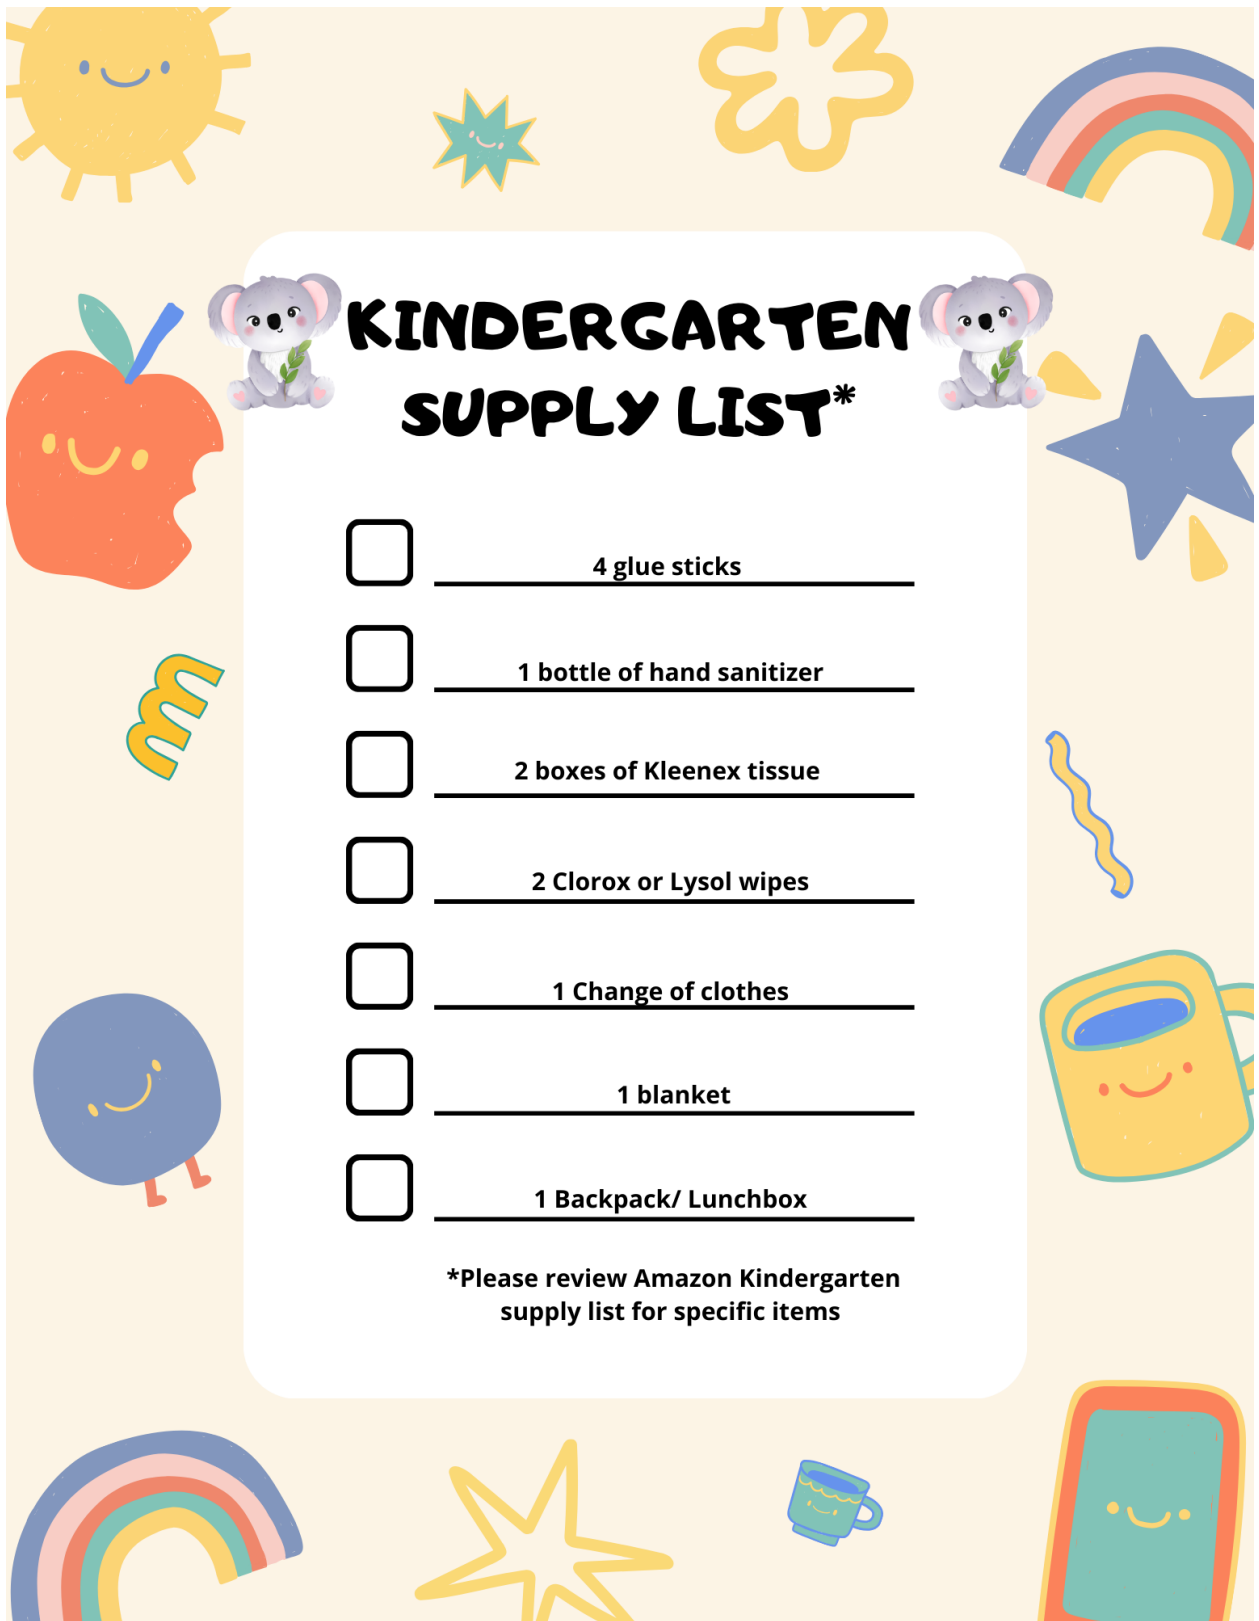 KINDERGARTEN
SUPPLY LIST*
4 glue sticks
1 bottle of hand sanitizer
2 boxes of Kleenex tissue
2 Clorox or Lysol wipes
1 Change of clothes
1 blanket
1 Backpack/ Lunchbox
*Please review Amazon Kindergarten
supply list for specific items